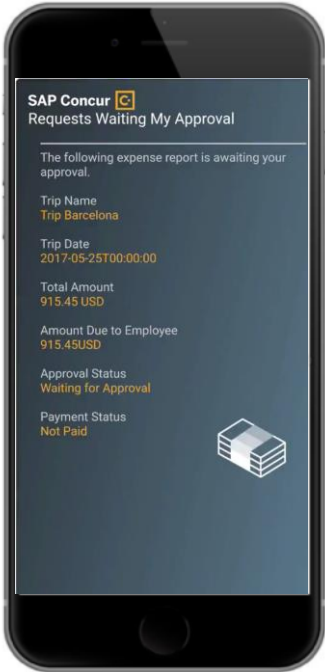 SAP Concur C
Requests Waiting My Approval
The following expense report is awaiting your
approval.
Trip Name
Trip Barcelona
Trip Date
2017-05-25T00:00:00
Total Amount
915.45 USD
Amount Due to Employee
915.45USD
Approval Status
Waiting for Approval
Payment Status
Not Paid